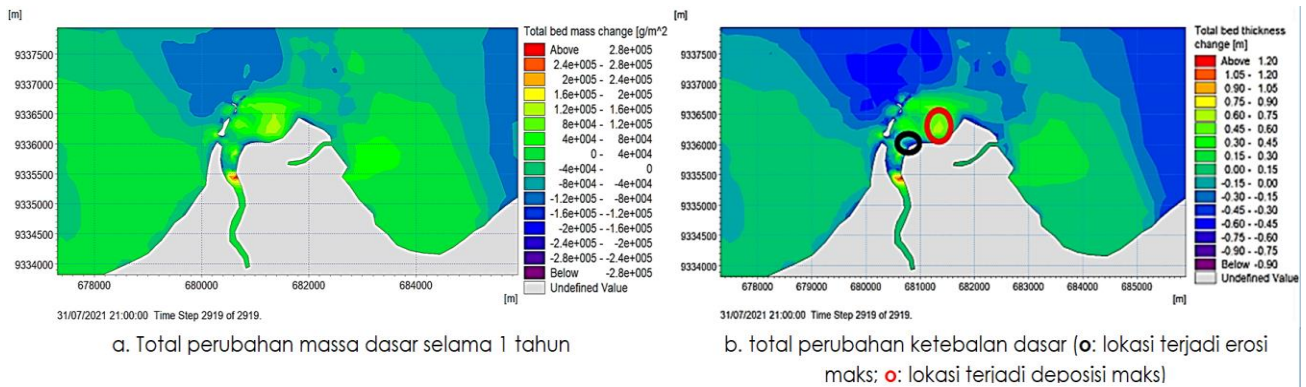 [m]
9337500
9337000
9336500
9336000
9335500
9335000
9334500
9334000
678000
680000
682000
684000
[m]
31/07/2021 21:00:00 Time Step 2919 of 2919.
Total bed mass change [g/m^2
Above 2.8e+005
2.4e+005 - 2.8e+005
2e+005 - 2.4e+005
1.6e+005 - 2e+005
1.2e+005 - 1.6e+005
8e+004 - 1.2e+005
4e+004 - 8e+004
0 - 4e+004
-4e+004 - 0
-8e+004 - -4e+004
-1.2e+005 - -8e+004
-1.6e+005 - -1.2e+005
-2e+005 - -1.6e+005
-2.4e+005 - -2e+005
-2.8e+005 - -2.4e+005
Below -2.8e+005
Undefined Value
a. Total perubahan massa dasar selama 1 tahun
[m]
9337500
9337000
9336500
9336000
9335500
9335000
9334500
9334000
678000
679000
680000
681000
682000
683000
684000
685000
[m]
31/07/2021 21:00:00 Time Step 2919 of 2919.
Total bed thickness
change [m]
Above 1.20
1.05 - 1.20
0.90 - 1.05
0.75 - 0.90
0.60 - 0.75
0.45 - 0.60
0.30 - 0.45
0.15 - 0.30
0.00 - 0.15
-0.15 - 0.00
-0.30 - -0.15
-0.45 - -0.30
-0.60 - -0.45
-0.75 - -0.60
-0.90 - -0.75
Below -0.90
Undefined Value
b. total perubahan ketebalan dasar (o: lokasi terjadi erosi
maks; o: lokasi terjadi deposisi maks)